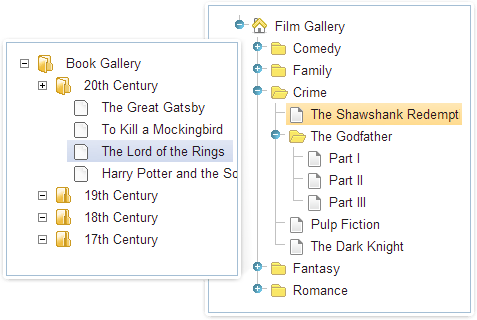 Book Gallery
20th Century
The Great Gatsby
To Kill a Mockingbird
The Lord of the Rings
Harry Potter and the So
19th Century
18th Century
17th Century
Film Gallery
Comedy
Family
Crime
The Shawshank Redempt
The Godfather
Part I
Part II
Part III
Pulp Fiction
The Dark Knight
Fantasy
Romance